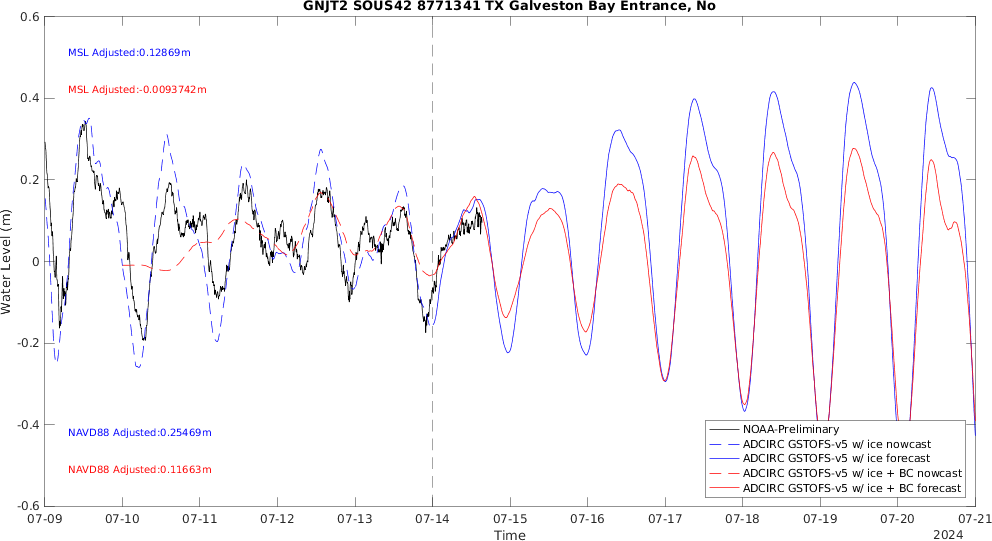 GNJT2 SOUS42 8771341 TX Galveston Bay Entrance, No
0.6
0.4
0.2
0
-0.2
-0.4
-0.6
Water Level (m)
MSL Adjusted:0.12869m
MSL Adjusted:-0.0093742m
NAVD88 Adjusted:0.25469m
NAVD88 Adjusted:0.11663m
NOAA-Preliminary
ADCIRC GSTOFS-v5 w/ ice nowcast
ADCIRC GSTOFS-v5 w/ ice forecast
ADCIRC GSTOFS-v5 w/ ice + BC nowcast
ADCIRC GSTOFS-v5 w/ ice + BC forecast
07-09 07-10 07-11 07-12 07-13 07-14 07-15 07-16 07-17 07-18 07-19 07-20 07-21
Time
2024